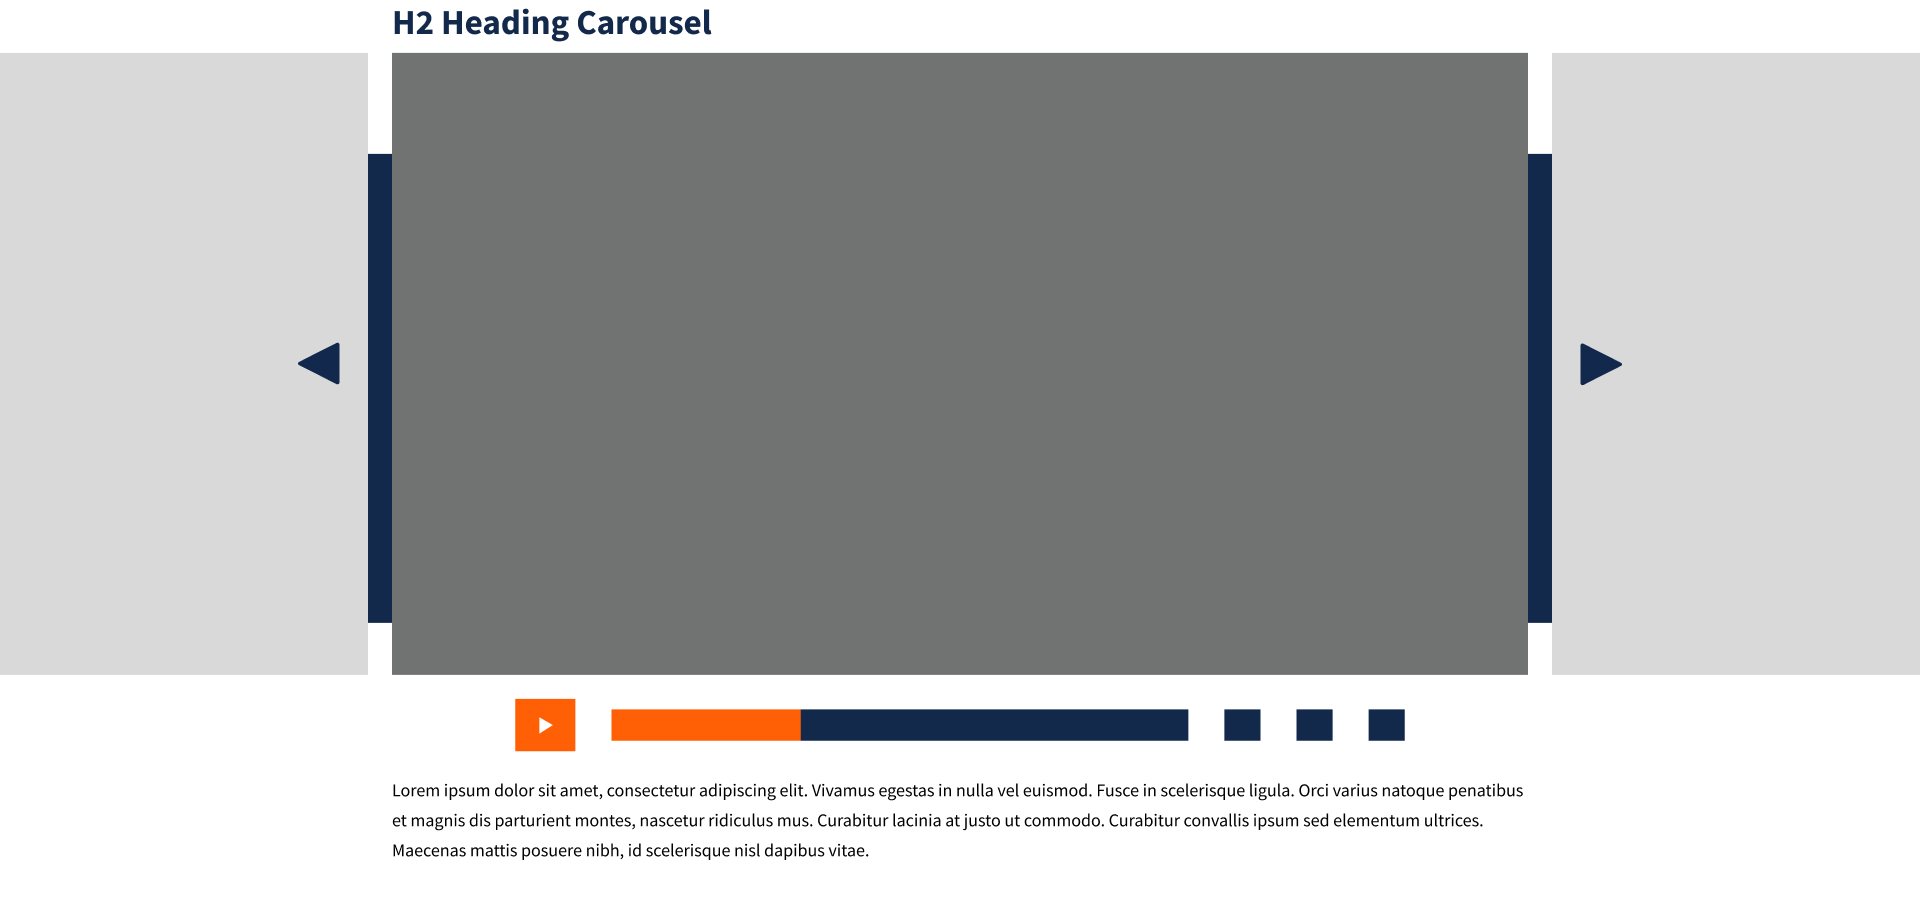 H2 Heading Carousel
Lorem ipsum dolor sit amet, consectetur adipiscing elit. Vivamus egestas in nulla vel euismod. Fusce in scelerisque ligula. Orci varius natoque penatibus
et magnis dis parturient montes, nascetur ridiculus mus. Curabitur lacinia at justo ut commodo. Curabitur convallis ipsum sed elementum ultrices.
Maecenas mattis posuere nibh, id scelerisque nisl dapibus vitae.